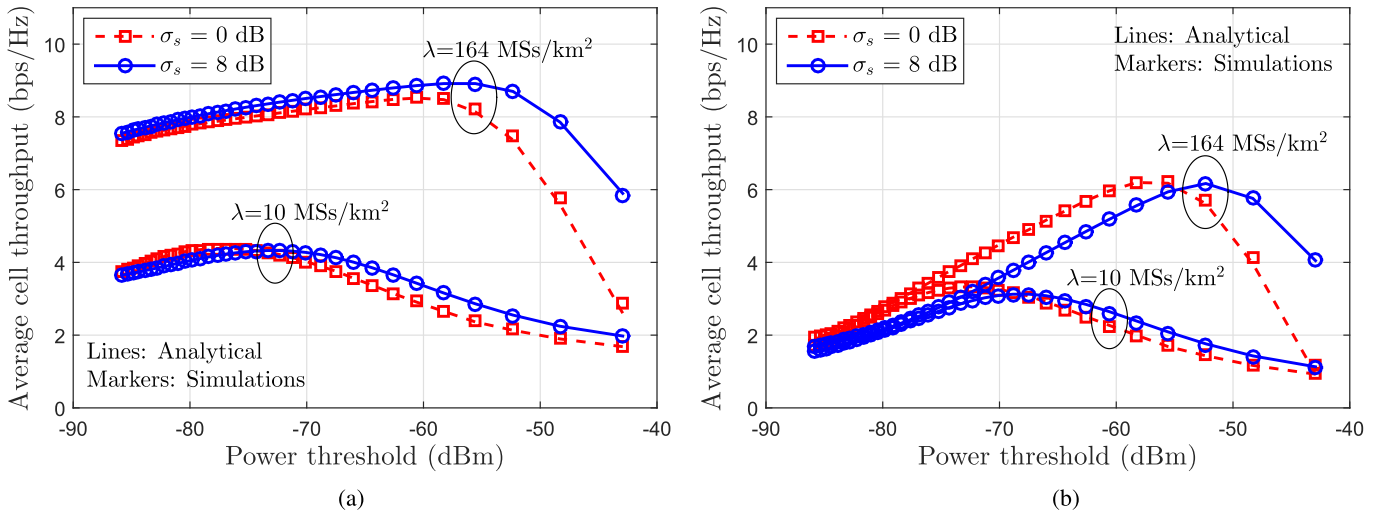 Average cell throughput (bps/Hz)
10
8
6
4
2
0
σₛ = 0 dB
σₛ = 8 dB
λ=164 MSs/km²
λ=10 MSs/km²
Lines: Analytical
Markers: Simulations
-90 -80 -70 -60 -50 -40
Power threshold (dBm)
(a)
Average cell throughput (bps/Hz)
10
8
6
4
2
0
σₛ = 0 dB
σₛ = 8 dB
Lines: Analytical
Markers: Simulations
λ=164 MSs/km²
λ=10 MSs/km²
-90 -80 -70 -60 -50 -40
Power threshold (dBm)
(b)